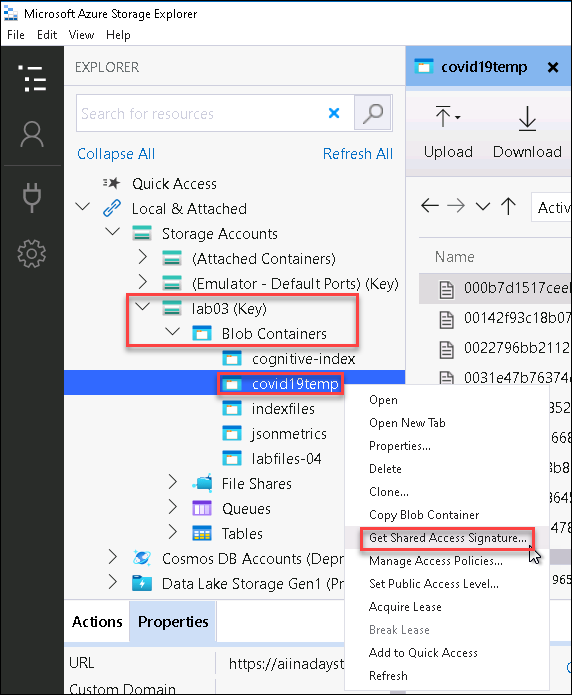 Microsoft Azure Storage Explorer
File Edit View Help
EXPLORER
Search for resources
Collapse All Refresh All
Quick Access
Local & Attached
Storage Accounts
(Attached Containers)
(Emulator - Default Ports) (Key)
lab03 (Key)
Blob Containers
cognitive-index
covid19temp
indexfiles
jsonmetrics
labfiles-04
File Shares
Queues
Tables
Cosmos DB Accounts (Depr
Data Lake Storage Gen1 (Pr
Actions Properties
URL https://aiinadayst
Custom Domain
covid19temp
Upload Download
Activ
Name
000b7d1517ceel
00142f93c18b07
0022796bb2112
0031e47b76374
Open
Open New Tab
Properties...
Delete
Clone...
Copy Blob Container
Get Shared Access Signature...
Manage Access Policies...
Set Public Access Level...
Acquire Lease
Break Lease
Add to Quick Access
Refresh